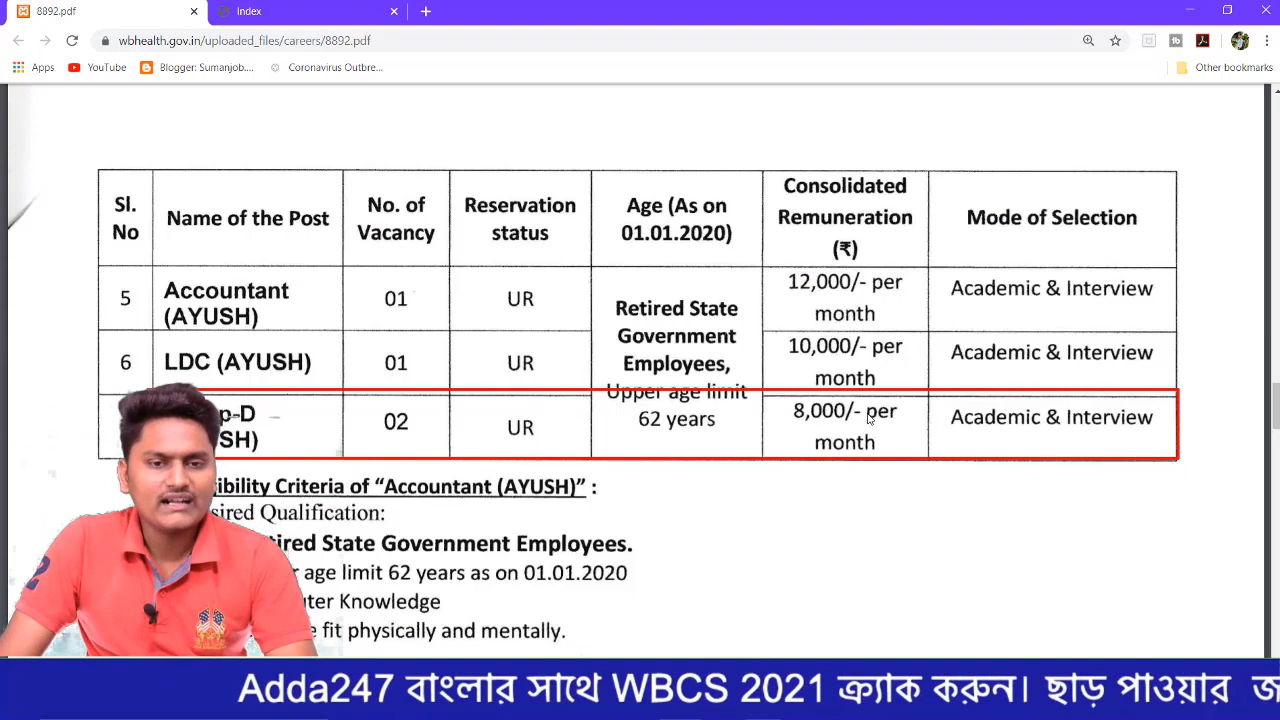 8892.pdf
Index
wbhealth.gov.in/uploaded_files/careers/8892.pdf
Apps
YouTube
Blogger: Sumanjob....
Coronavirus Outbre...
Other bookmarks
Sl. No
Name of the Post
No. of Vacancy
Reservation status
Age (As on 01.01.2020)
Consolidated Remuneration (₹)
Mode of Selection
5
Accountant (AYUSH)
01
UR
Retired State Government Employees,
Upper age limit 62 years
12,000/- per month
Academic & Interview
6
LDC (AYUSH)
01
UR
10,000/- per month
Academic & Interview
p-D
SH)
02
UR
8,000/- per month
Academic & Interview
ibility Criteria of “Accountant (AYUSH)” :
sired Qualification:
tired State Government Employees.
age limit 62 years as on 01.01.2020
uter Knowledge
e fit physically and mentally.
2
Adda247 বাংলার সাথে WBCS 2021 ক্র্যাক করুন। ছাড় পাওয়ার জ